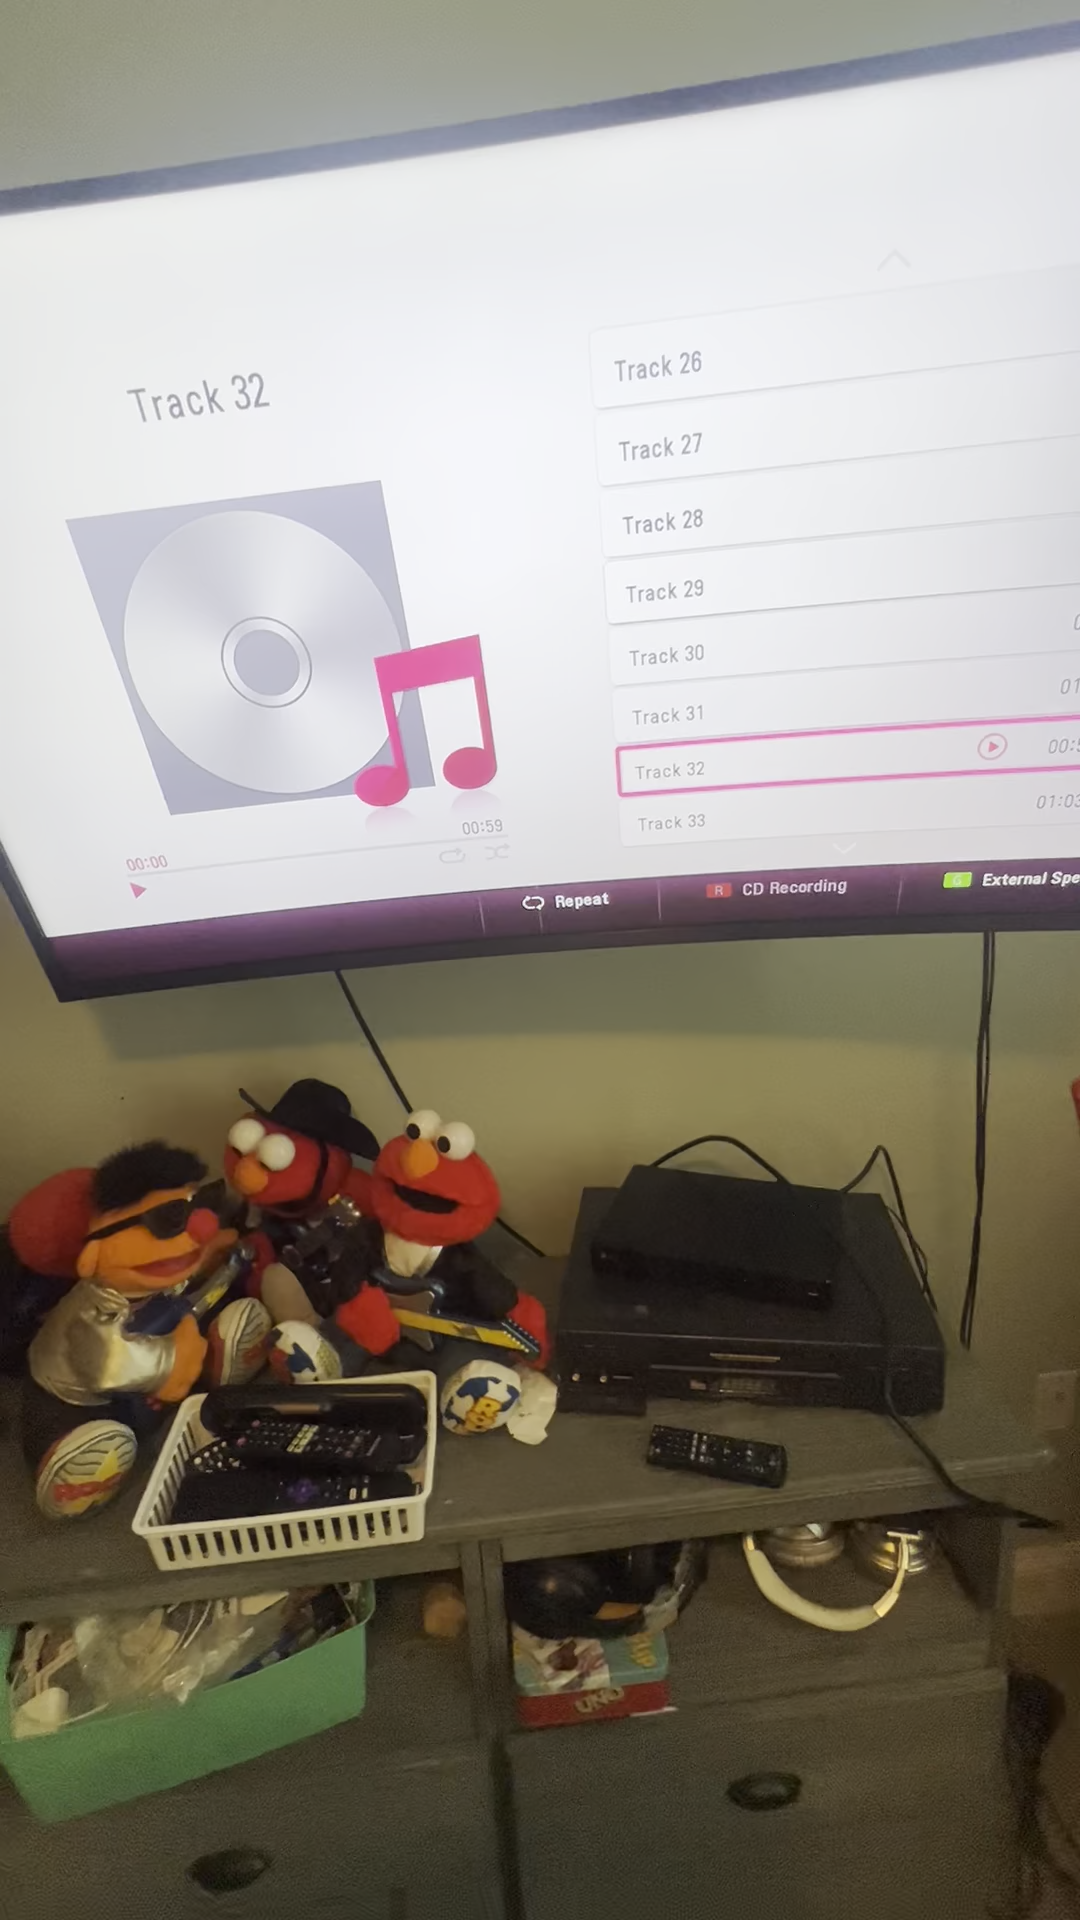 Track 32
00:00
00:59
Track 26
Track 27
Track 28
Track 29
Track 30
Track 31
Track 32
Track 33
01:03
Repeat
R CD Recording
G External Spe
UNO